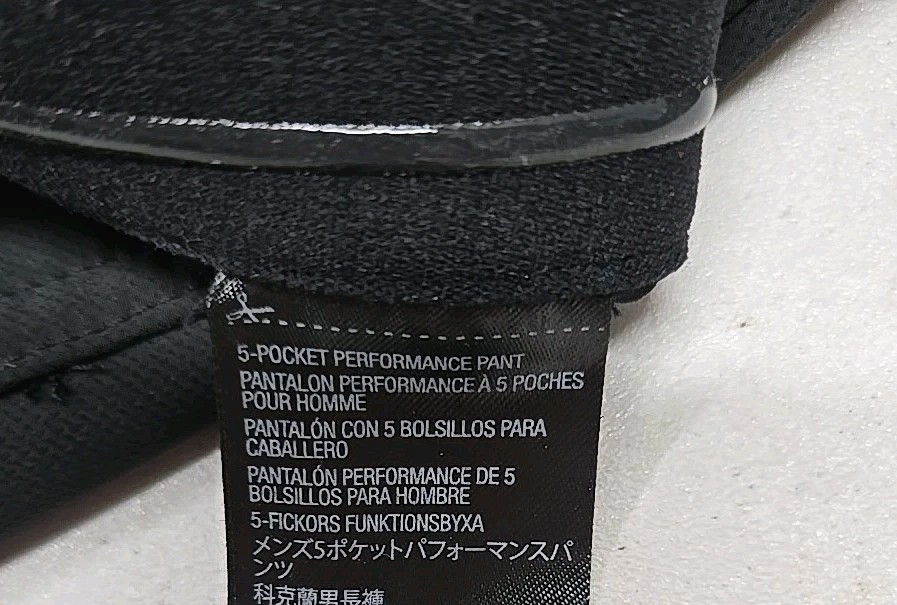 5-POCKET PERFORMANCE PANT
PANTALON PERFORMANCE À 5 POCHES
POUR HOMME
PANTALÓN CON 5 BOLSILLOS PARA
CABALLERO
PANTALÓN PERFORMANCE DE 5
BOLSILLOS PARA HOMBRE
5-FICKORS FUNKTIONSBYXA
メンズ5ポケットパフォーマンスパ
ンツ
科克蘭男長褲